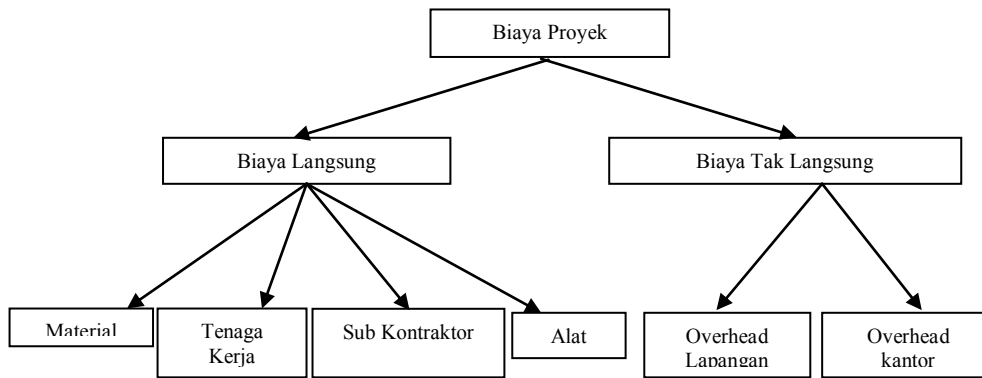 Biaya Proyek
Biaya Langsung
Biaya Tak Langsung
Material
Tenaga
Kerja
Sub Kontraktor
Alat
Overhead
Lapangan
Overhead
kantor